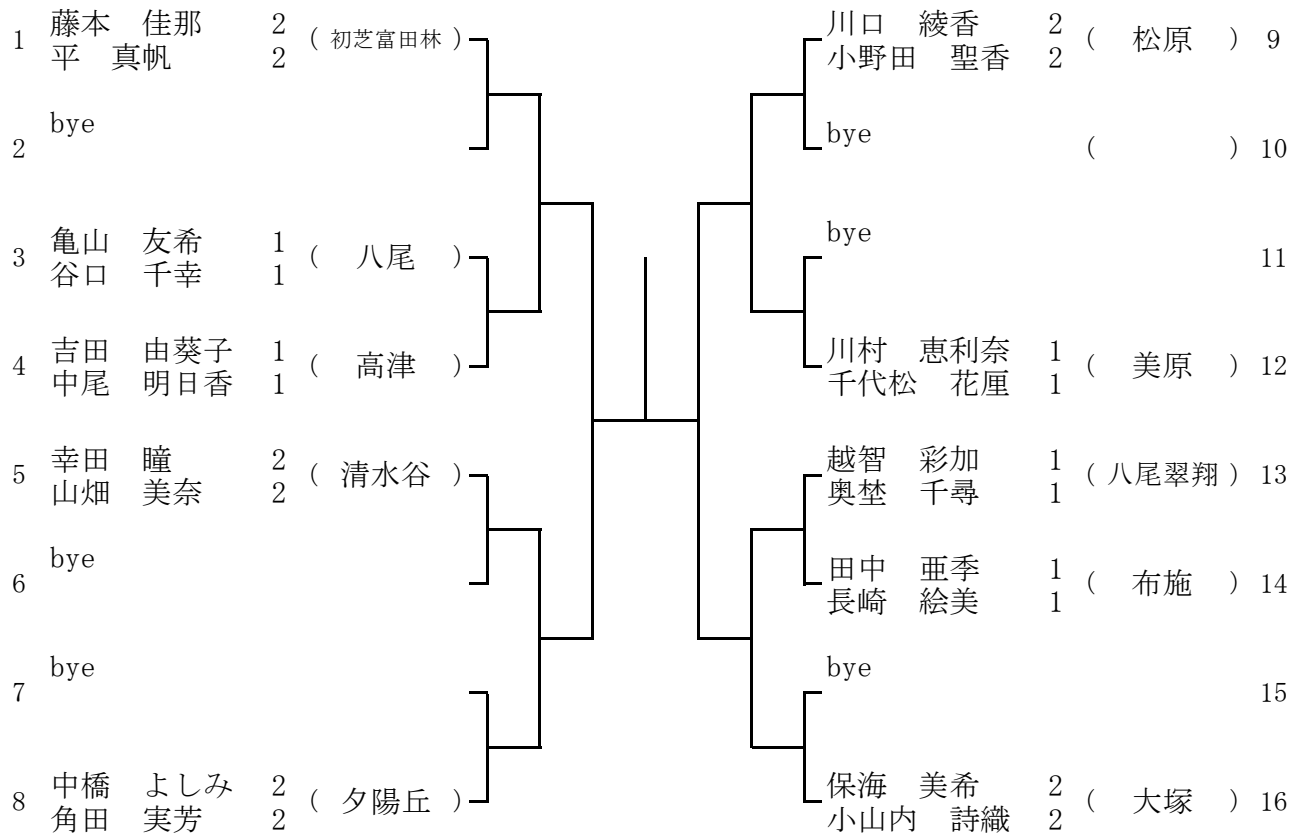 1 藤本 佳那 2 ( 初芝富田林 )
平 真帆 2
2 bye
3 亀山 友希 1 ( 八尾 )
谷口 千幸 1
4 吉田 由葵子 1 ( 高津 )
中尾 明日香 1
5 幸田 瞳 2 ( 清水谷 )
山畑 美奈 2
6 bye
7 bye
8 中橋 よしみ 2 ( 夕陽丘 )
角田 実芳 2
川口 綾香 2 ( 松原 ) 9
小野田 聖香 2
bye ( ) 10
bye 11
川村 恵利奈 1 ( 美原 ) 12
千代松 花厘 1
越智 彩加 1 ( 八尾翠翔 ) 13
奥埜 千尋 1
田中 亜季 1 ( 布施 ) 14
長崎 絵美 1
bye 15
保海 美希 2 ( 大塚 ) 16
小山内 詩織 2